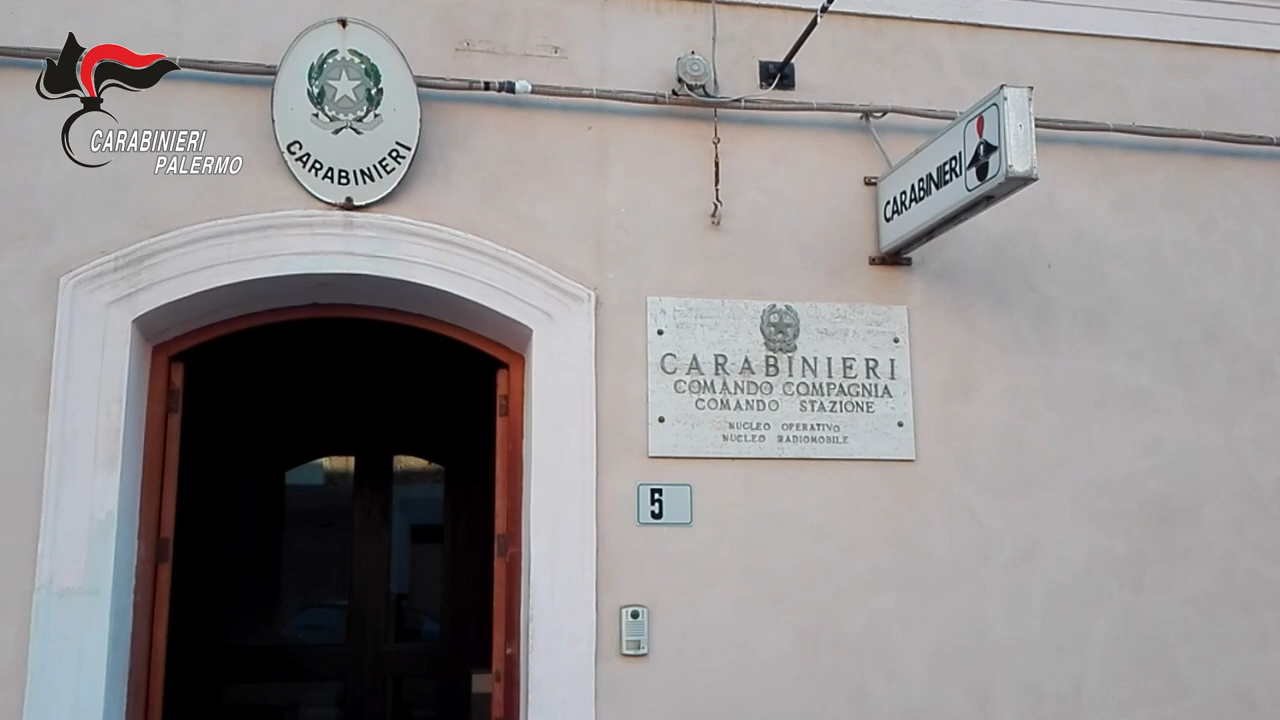 CARABINIERI
PALERMO
CARABINIERI
CARABINIERI
CARABINIERI
COMANDO COMPAGNIA
COMANDO STAZIONE
NUCLEO OPERATIVO
NUCLEO RADIOMOBILE
5